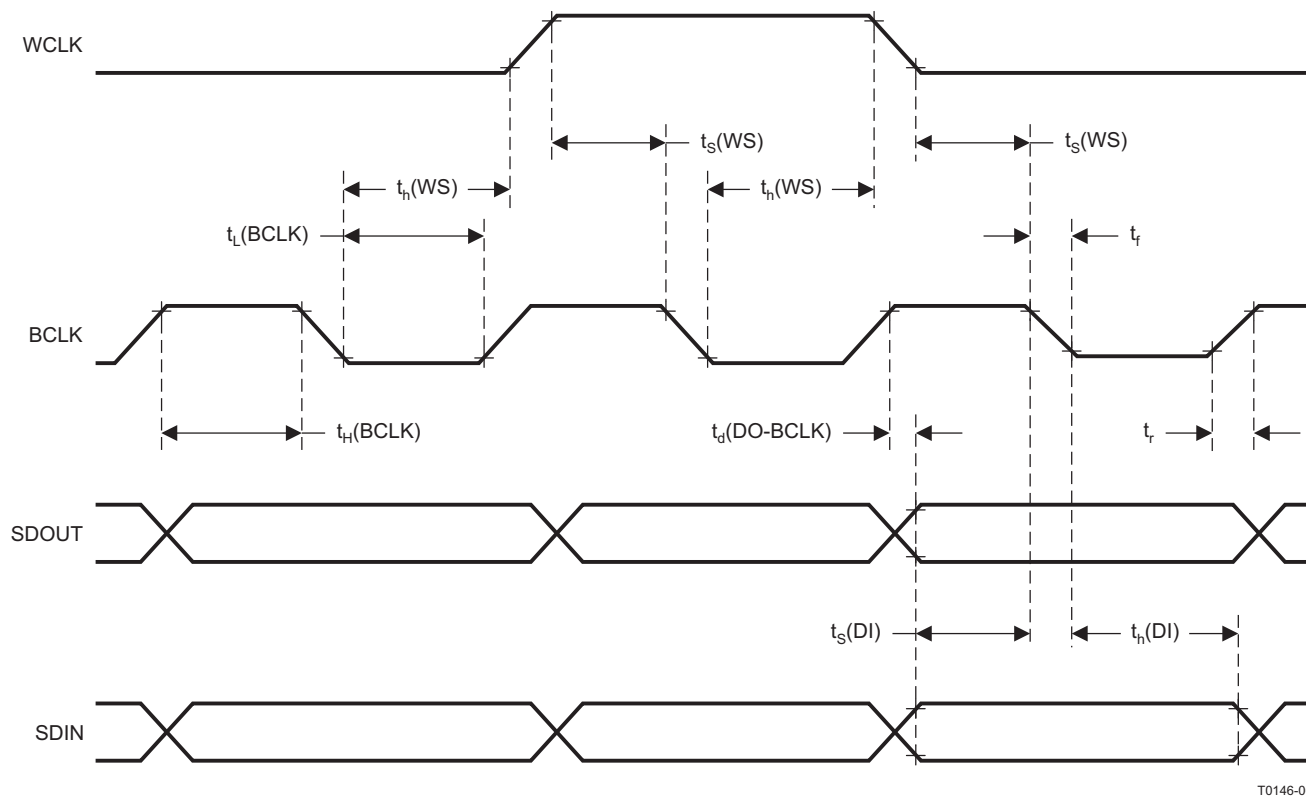 WCLK
tS(WS)
tS(WS)
th(WS)
th(WS)
tL(BCLK)
tf
BCLK
tH(BCLK)
td(DO-BCLK)
tr
SDOUT
tS(DI)
th(DI)
SDIN
T0146-0